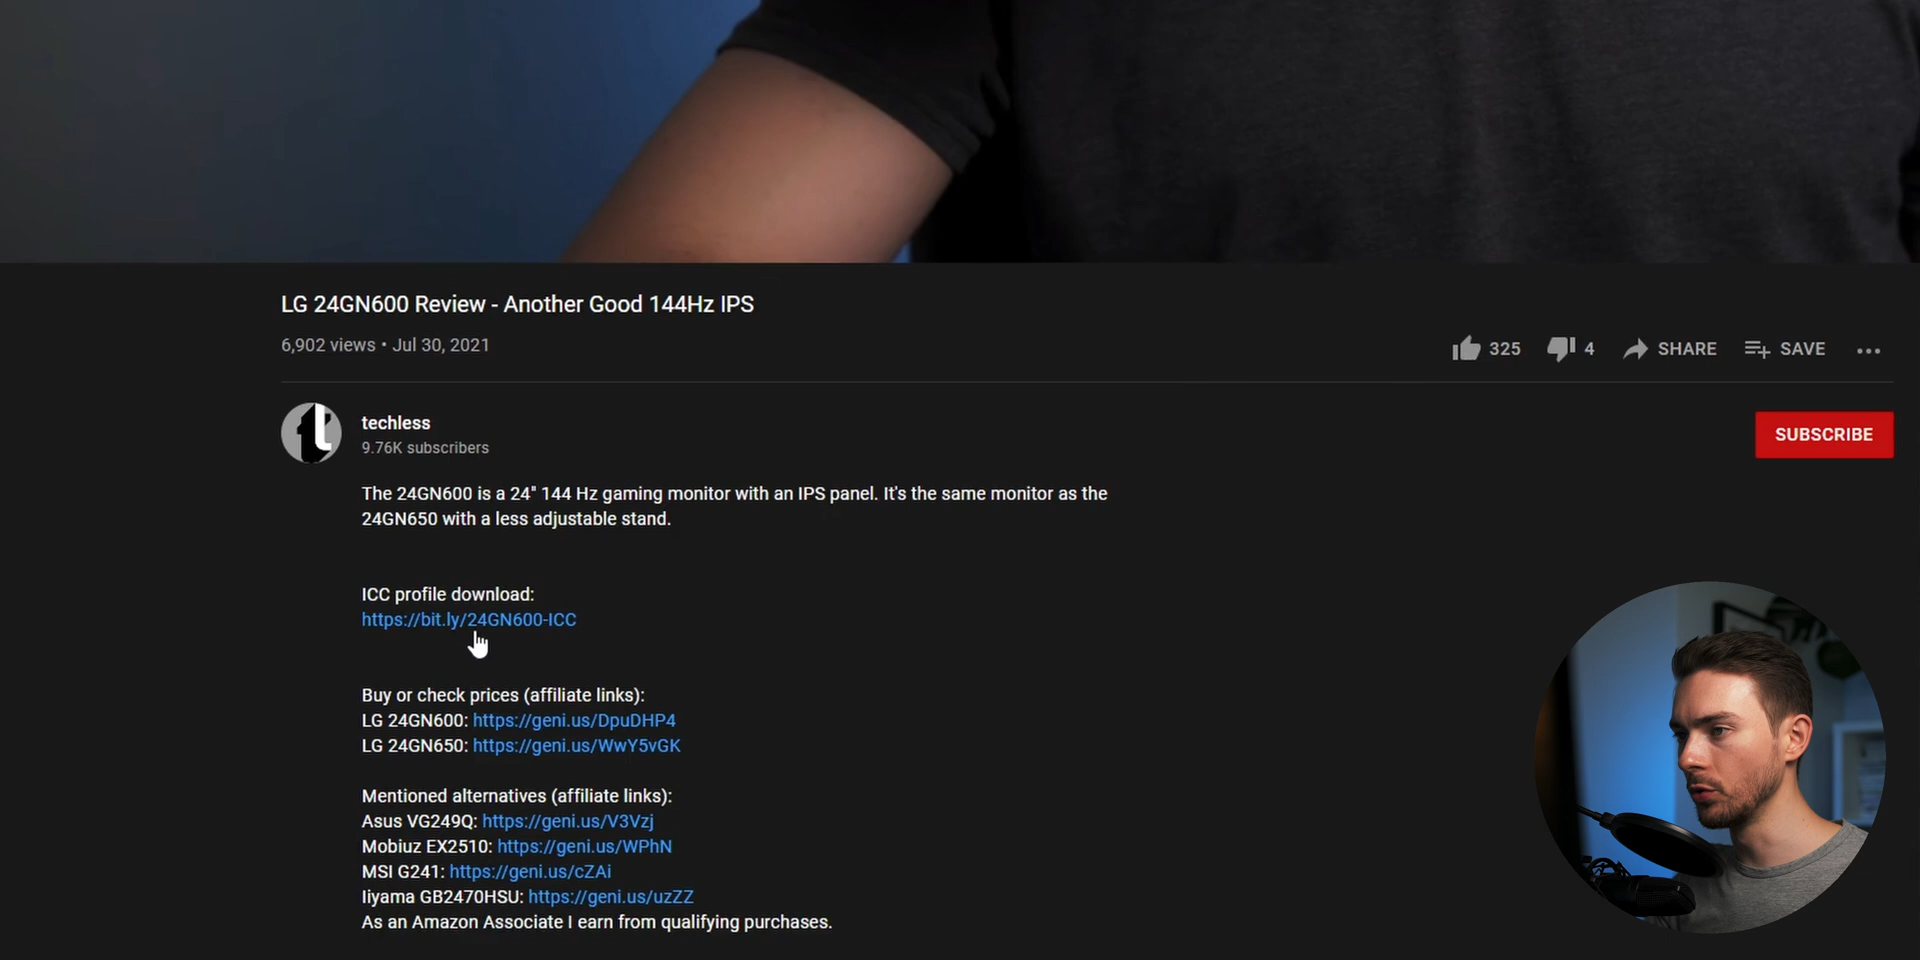 LG 24GN600 Review - Another Good 144Hz IPS
6,902 views • Jul 30, 2021
325
4
SHARE
SAVE
techless
9.76K subscribers
SUBSCRIBE
The 24GN600 is a 24" 144 Hz gaming monitor with an IPS panel. It's the same monitor as the
24GN650 with a less adjustable stand.
ICC profile download:
https://bit.ly/24GN600-ICC
Buy or check prices (affiliate links):
LG 24GN600: https://geni.us/DpuDHP4
LG 24GN650: https://geni.us/WwY5vGK
Mentioned alternatives (affiliate links):
Asus VG249Q: https://geni.us/V3Vzj
Mobiuz EX2510: https://geni.us/WPhN
MSI G241: https://geni.us/cZAi
Iiyama GB2470HSU: https://geni.us/uzZZ
As an Amazon Associate I earn from qualifying purchases.